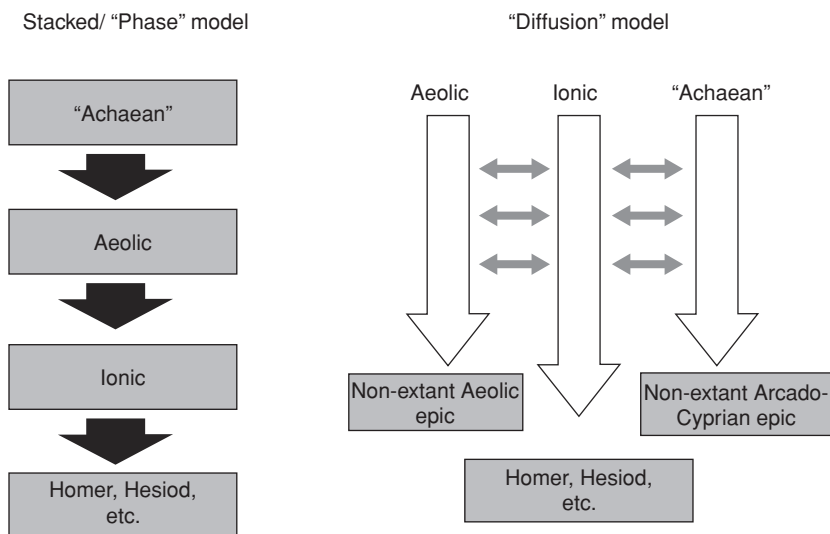 Stacked/ “Phase” model
“Achaean”
Aeolic
Ionic
Homer, Hesiod,
etc.
“Diffusion” model
Aeolic
Ionic
“Achaean”
Non-extant Aeolic
epic
Non-extant Arcado-
Cyprian epic
Homer, Hesiod,
etc.